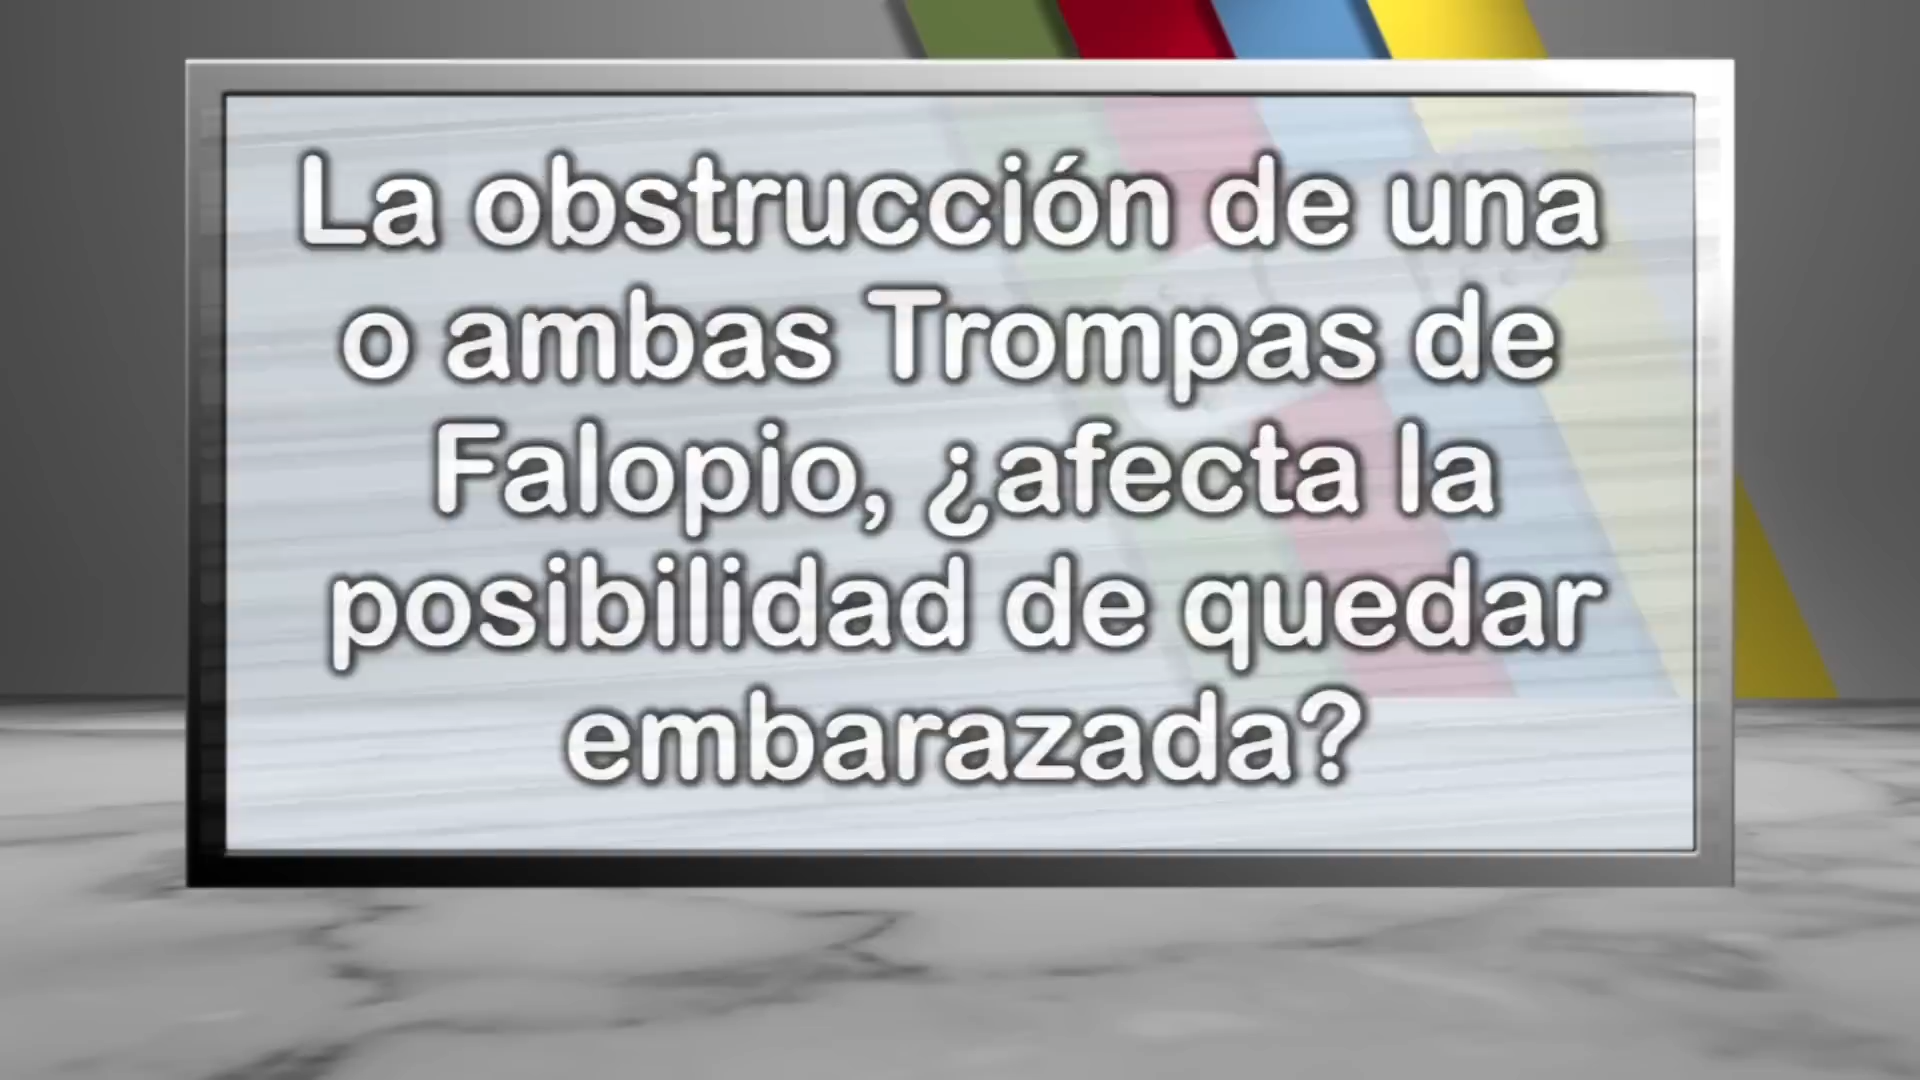 La obstrucción de una
o ambas Trompas de
Falopio, ¿afecta la
posibilidad de quedar
embarazada?